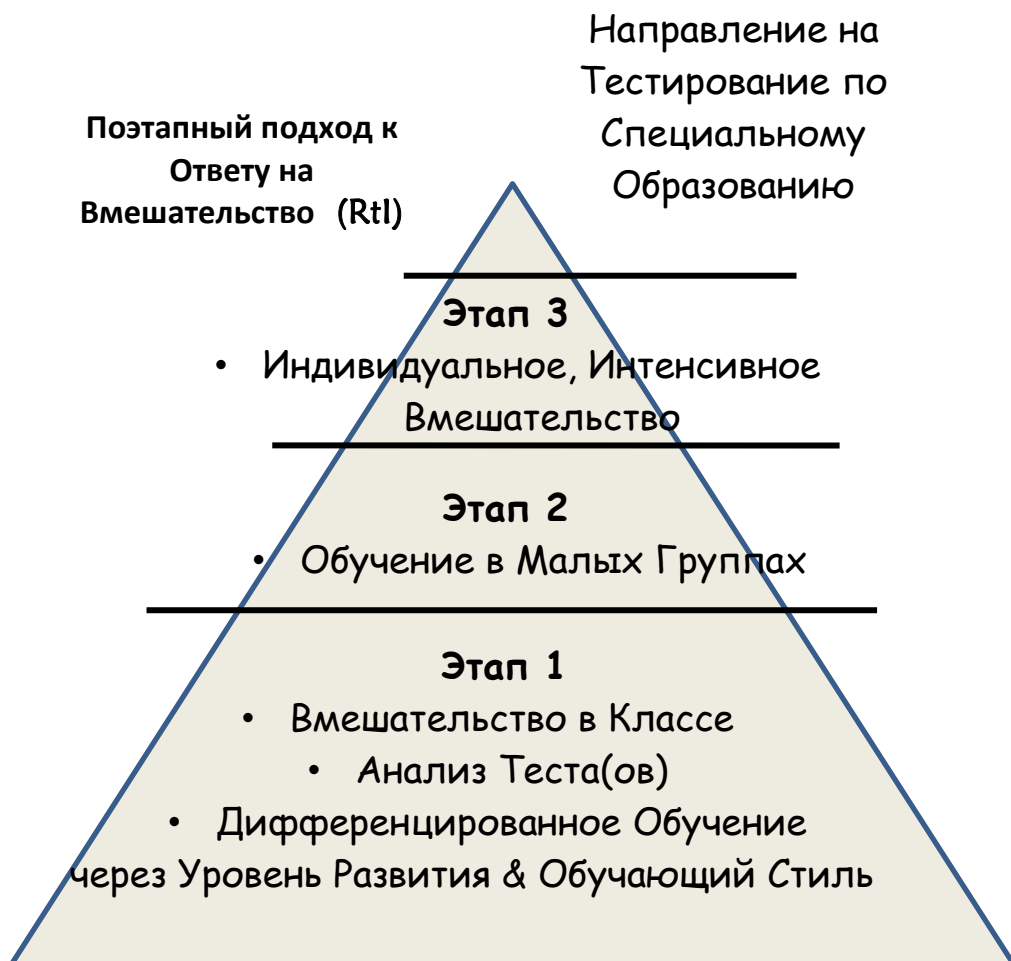 Направление на
Тестирование по
Специальному
Образованию
Поэтапный подход к
Ответу на
Вмешательство (RtI)
Этап 3
• Индивидуальное, Интенсивное
Вмешательство
Этап 2
• Обучение в Малых Группах
Этап 1
• Вмешательство в Классе
• Анализ Теста(ов)
• Дифференцированное Обучение
через Уровень Развития & Обучающий Стиль